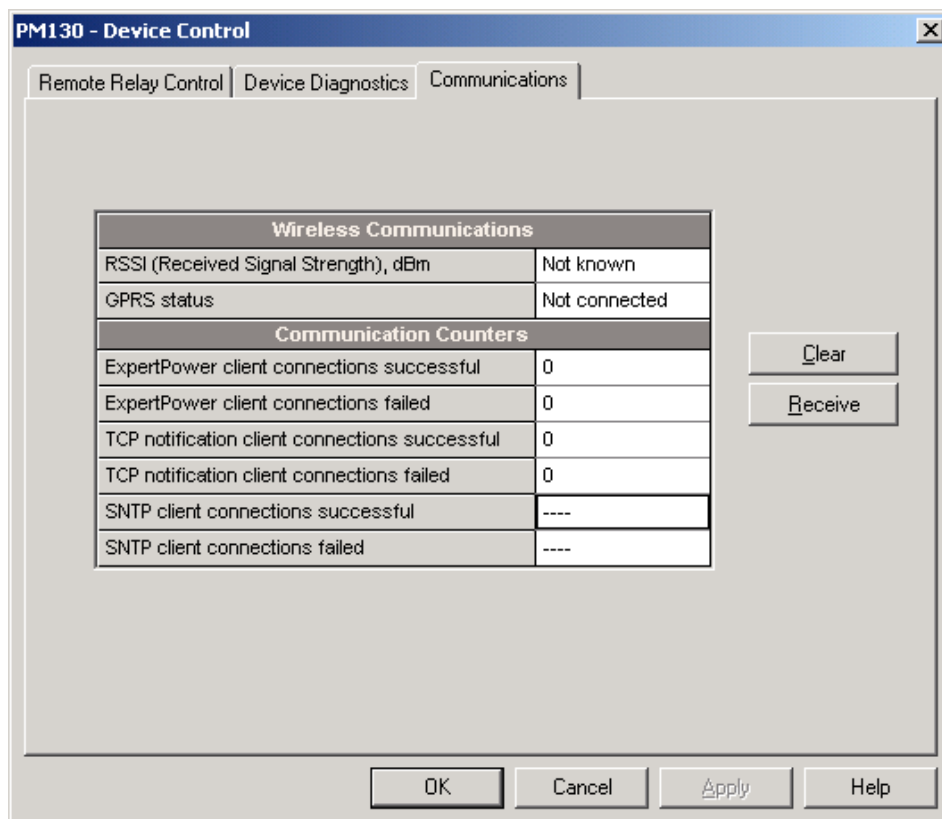 PM130 - Device Control
Remote Relay Control Device Diagnostics Communications
Wireless Communications
RSSI (Received Signal Strength), dBm Not known
GPRS status Not connected
Communication Counters
ExpertPower client connections successful 0
ExpertPower client connections failed 0
TCP notification client connections successful 0
TCP notification client connections failed 0
SNTP client connections successful ----
SNTP client connections failed ----
Clear
Receive
OK Cancel Apply Help